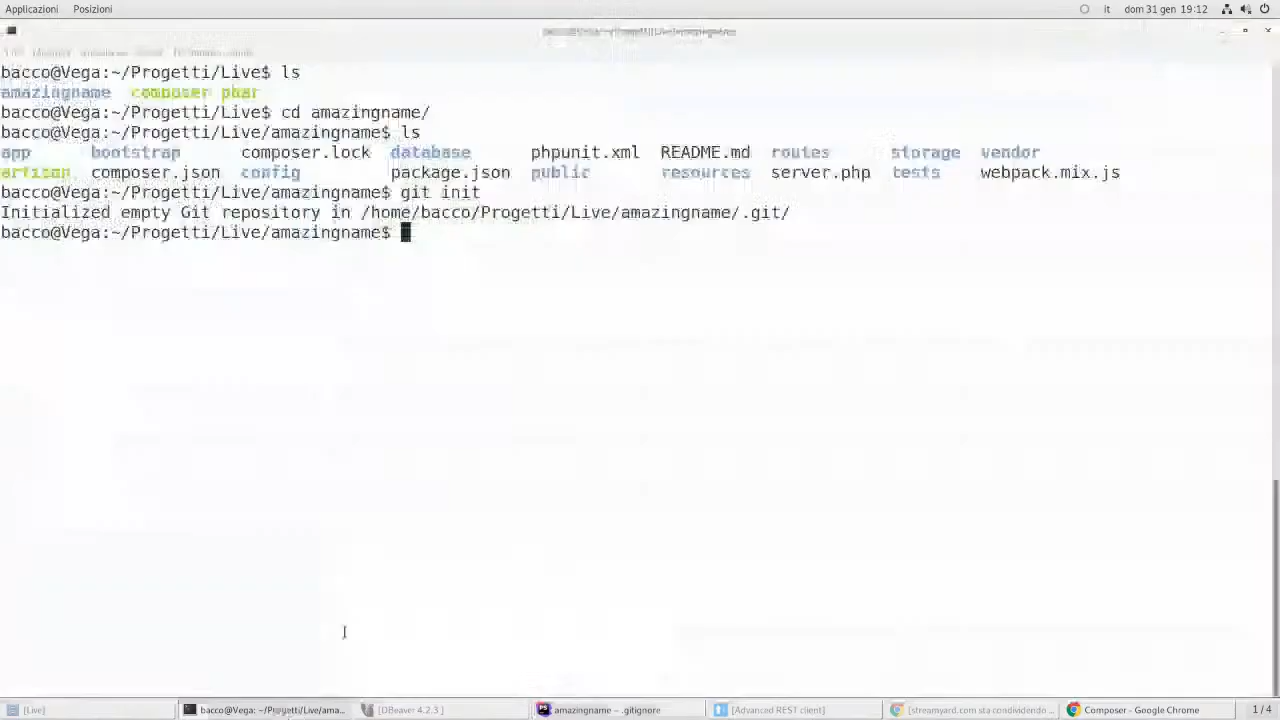 Applicazioni Posizioni it dom 31 gen 19:12
bacco@Vega:~/Progetti/Live$ ls
amazingname composer.phar
bacco@Vega:~/Progetti/Live$ cd amazingname/
bacco@Vega:~/Progetti/Live/amazingname$ ls
app bootstrap composer.lock database phpunit.xml README.md routes storage vendor
artisan composer.json config package.json public resources server.php tests webpack.mix.js
bacco@Vega:~/Progetti/Live/amazingname$ git init
Initialized empty Git repository in /home/bacco/Progetti/Live/amazingname/.git/
bacco@Vega:~/Progetti/Live/amazingname$
[Live] bacco@Vega: ~/Progetti/Live/ama... [DBeaver 4.2.3 ] amazingname – .gitignore [Advanced REST client] [streamyard.com sta condividendo ... Composer - Google Chrome 1 / 4